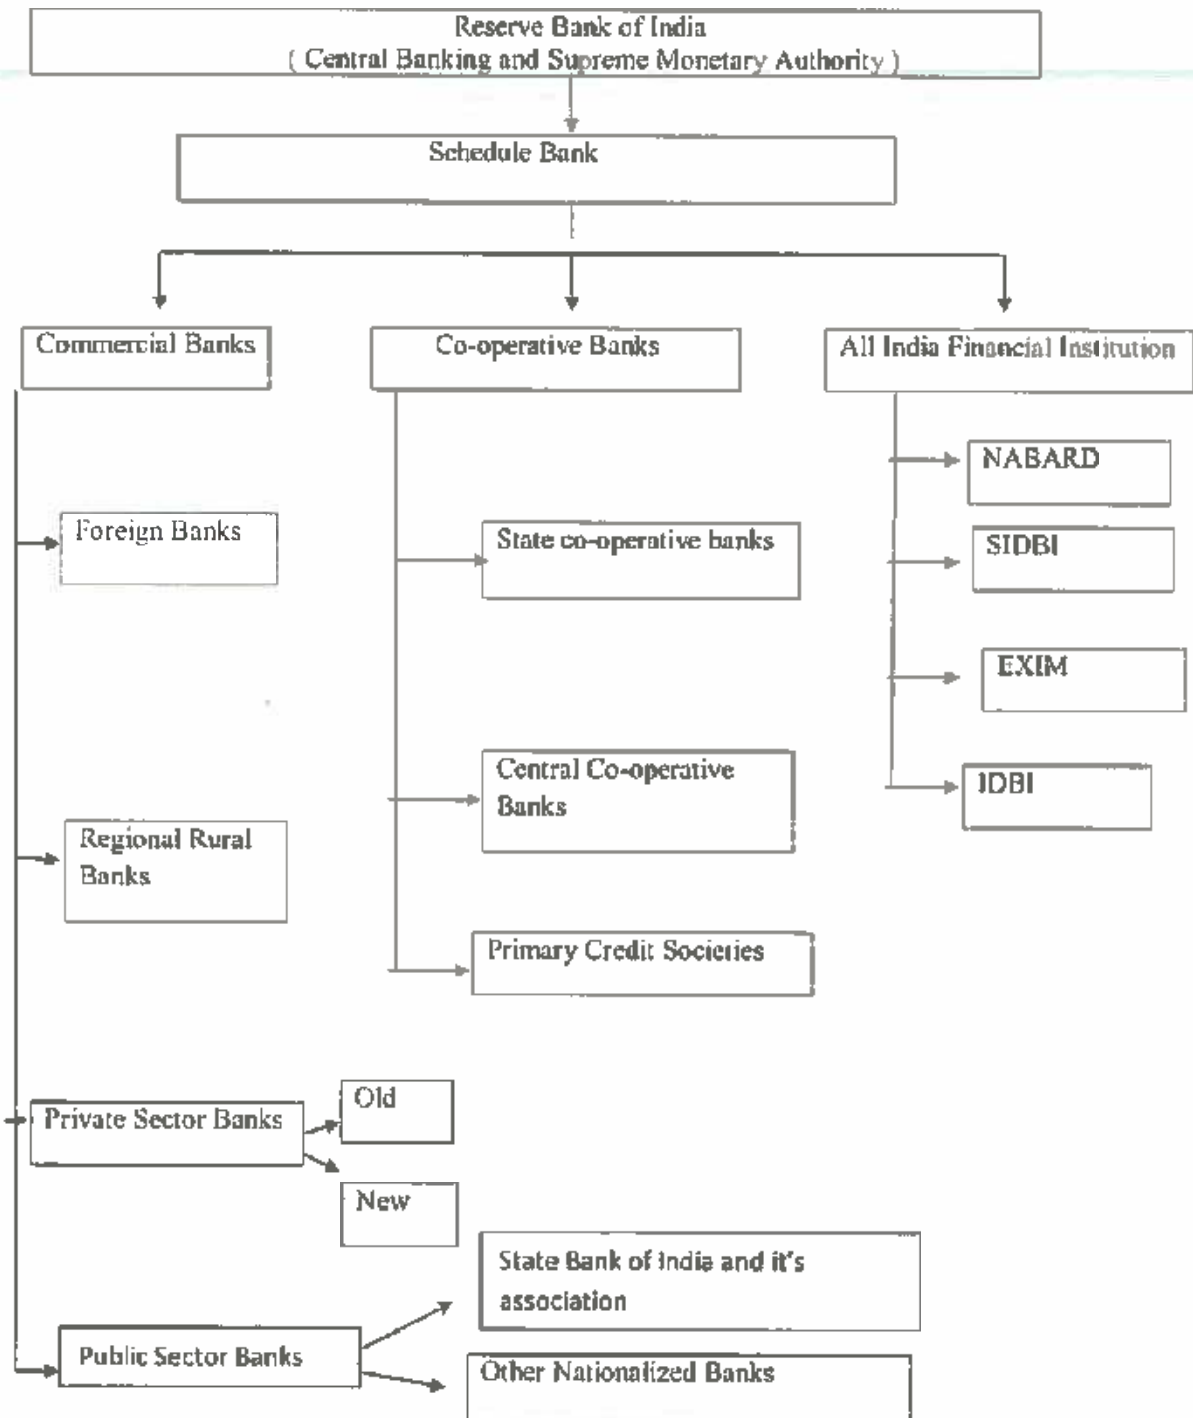 Reserve Bank of India
( Central Banking and Supreme Monetary Authority )
Schedule Bank
Commercial Banks
Co-operative Banks
All India Financial Institution
NABARD
Foreign Banks
State co-operative banks
SIDBI
EXIM
Central Co-operative
Banks
IDBI
Regional Rural
Banks
Primary Credit Societies
Old
Private Sector Banks
New
State Bank of India and it's
association
Public Sector Banks
Other Nationalized Banks